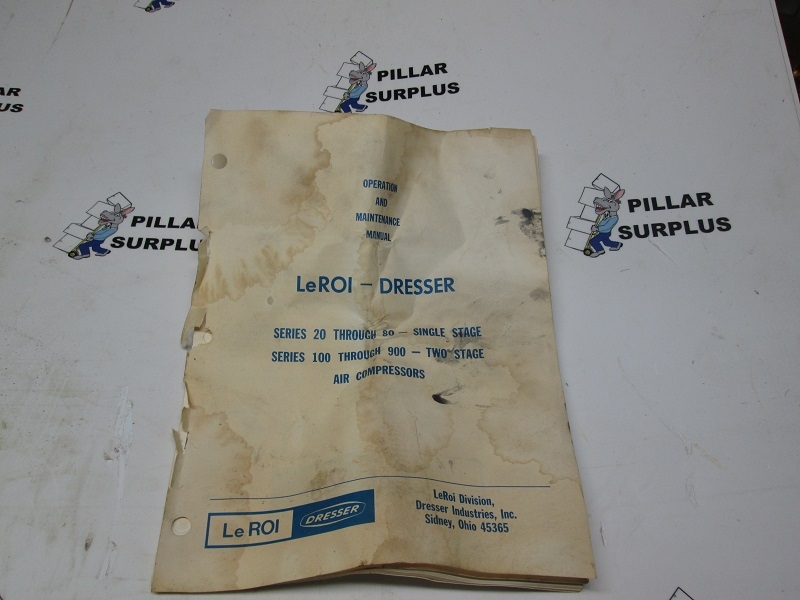 PILLAR
SURPLUS
PILLAR
SURPLUS
PILLAR
SURPLUS
AR
US
OPERATION
AND
MAINTENANCE
MANUAL
LeROI — DRESSER
SERIES 20 THROUGH 80 — SINGLE STAGE
SERIES 100 THROUGH 900 — TWO STAGE
AIR COMPRESSORS
Le ROI DRESSER
LeRoi Division,
Dresser Industries, Inc.
Sidney, Ohio 45365